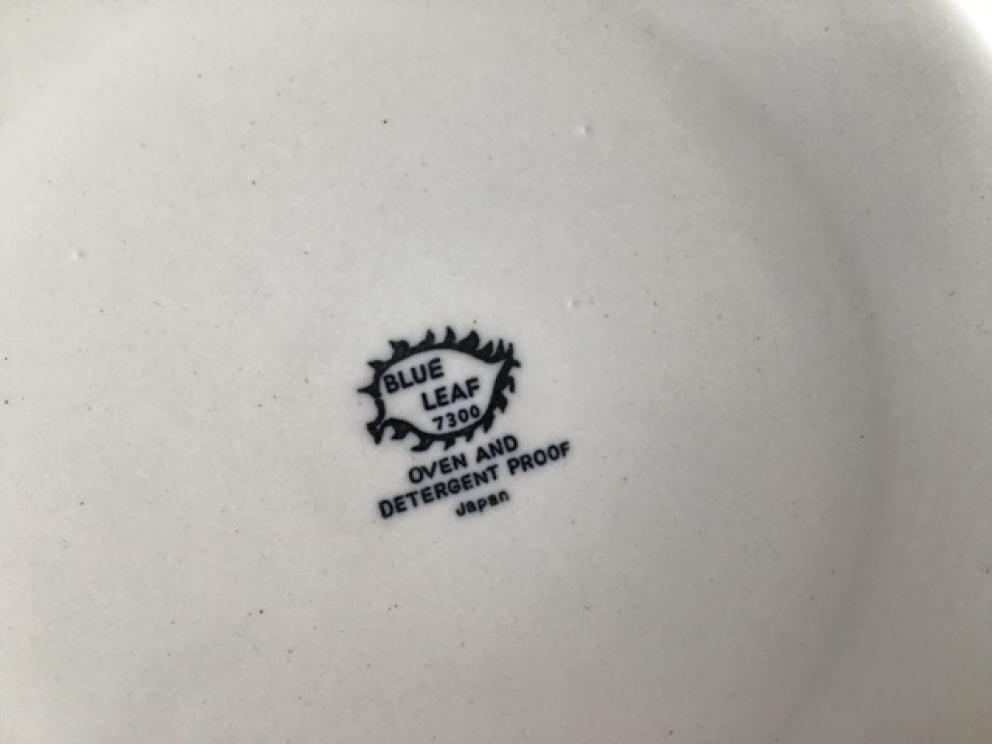 BLUE
LEAF
7300
OVEN AND
DETERGENT PROOF
Japan